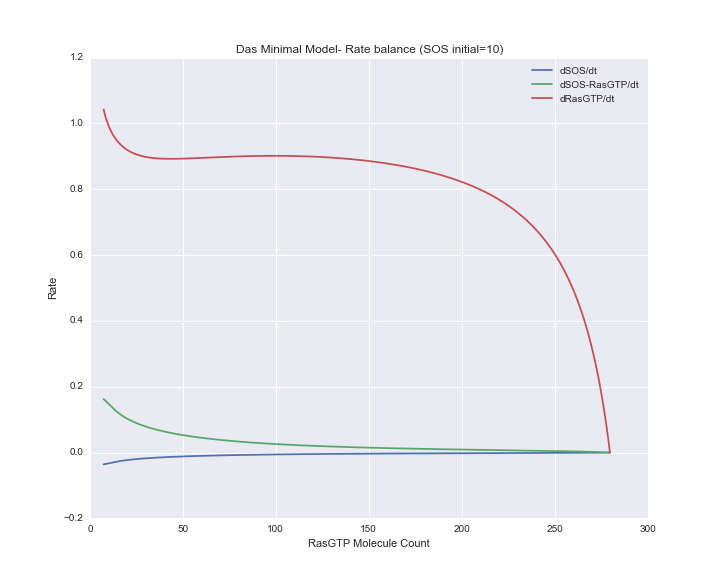 Das Minimal Model- Rate balance (SOS initial=10)
dSOS/dt
dSOS-RasGTP/dt
dRasGTP/dt
1.2
1.0
0.8
0.6
0.4
0.2
0.0
−0.2
Rate
0
50
100
150
200
250
300
RasGTP Molecule Count